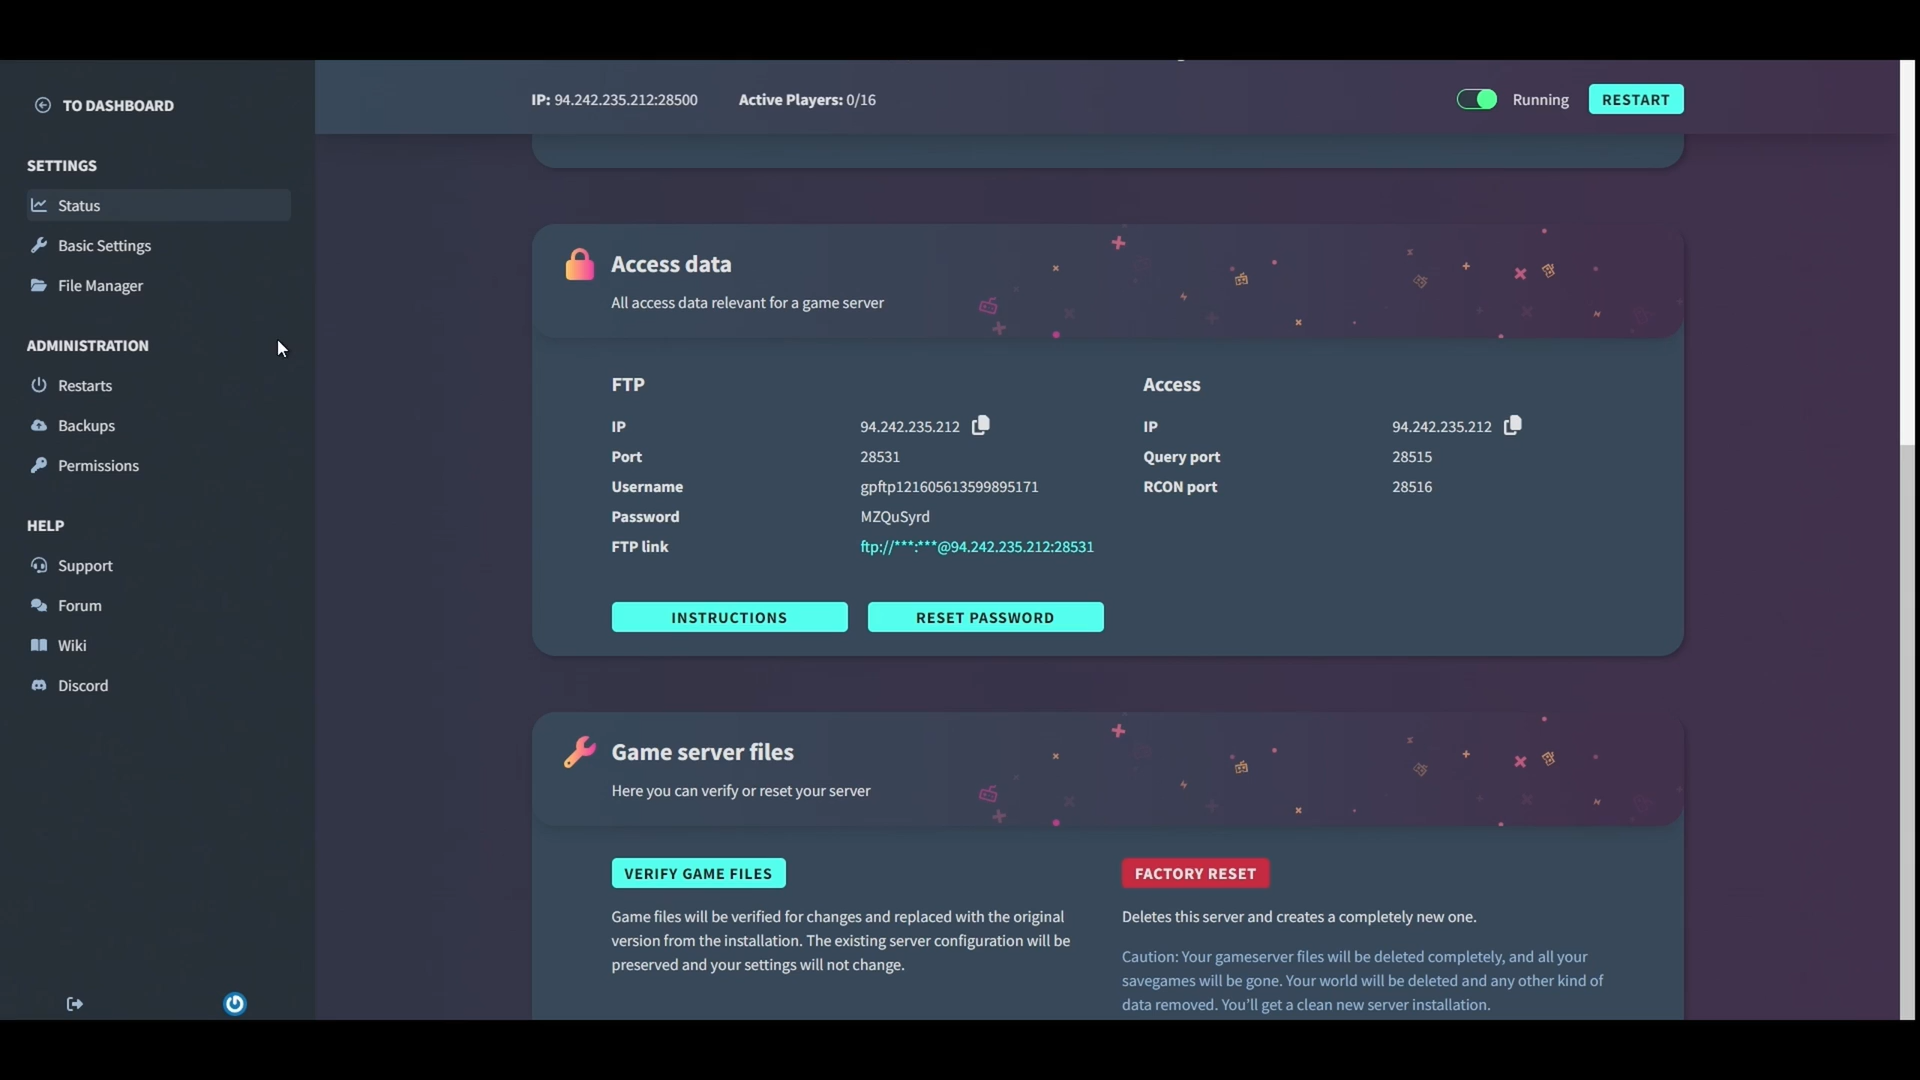 TO DASHBOARD
SETTINGS
Status
Basic Settings
File Manager
ADMINISTRATION
Restarts
Backups
Permissions
HELP
Support
Forum
Wiki
Discord
IP: 94.242.235.212:28500 Active Players: 0/16 Running RESTART
Access data
All access data relevant for a game server
FTP
IP 94.242.235.212
Port 28531
Username gpftp121605613599895171
Password MZQuSyrd
FTP link ftp://***:***@94.242.235.212:28531
INSTRUCTIONS RESET PASSWORD
Access
IP 94.242.235.212
Query port 28515
RCON port 28516
Game server files
Here you can verify or reset your server
VERIFY GAME FILES
Game files will be verified for changes and replaced with the original
version from the installation. The existing server configuration will be
preserved and your settings will not change.
FACTORY RESET
Deletes this server and creates a completely new one.
Caution: Your gameserver files will be deleted completely, and all your
savegames will be gone. Your world will be deleted and any other kind of
data removed. You'll get a clean new server installation.